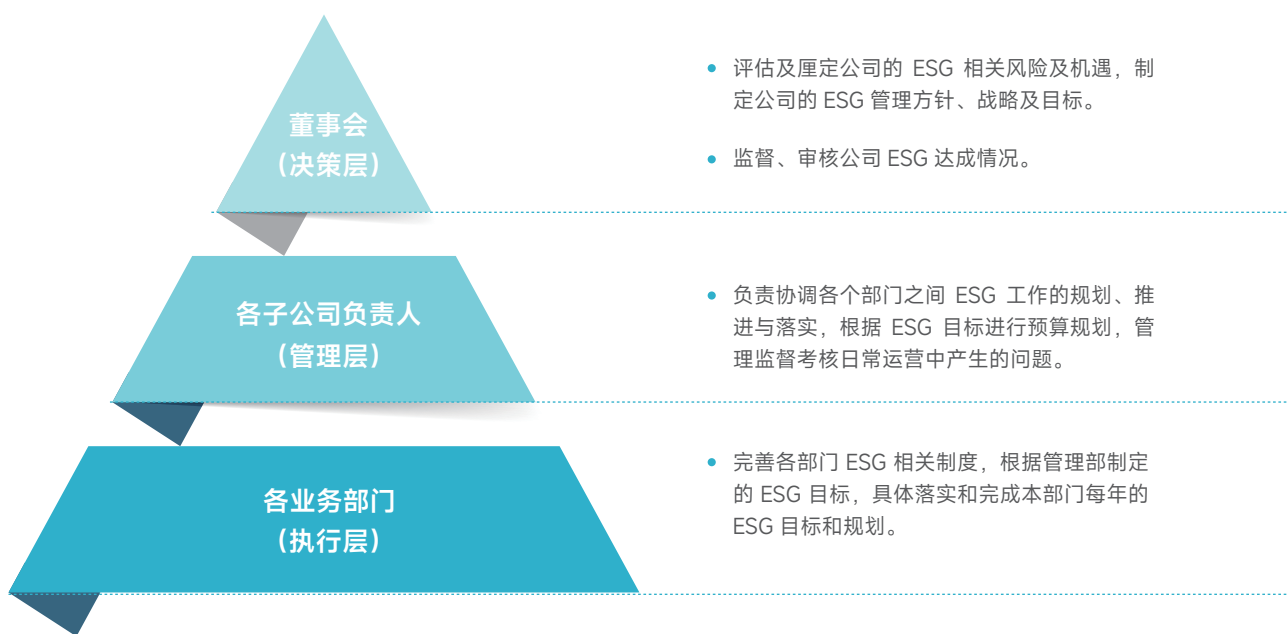 董事会
（决策层）
• 评估及厘定公司的 ESG 相关风险及机遇，制
定公司的 ESG 管理方针、战略及目标。
• 监督、审核公司 ESG 达成情况。
各子公司负责人
（管理层）
• 负责协调各个部门之间 ESG 工作的规划、推
进与落实，根据 ESG 目标进行预算规划，管
理监督考核日常运营中产生的问题。
各业务部门
（执行层）
• 完善各部门 ESG 相关制度，根据管理部制定
的 ESG 目标，具体落实和完成本部门每年的
ESG 目标和规划。